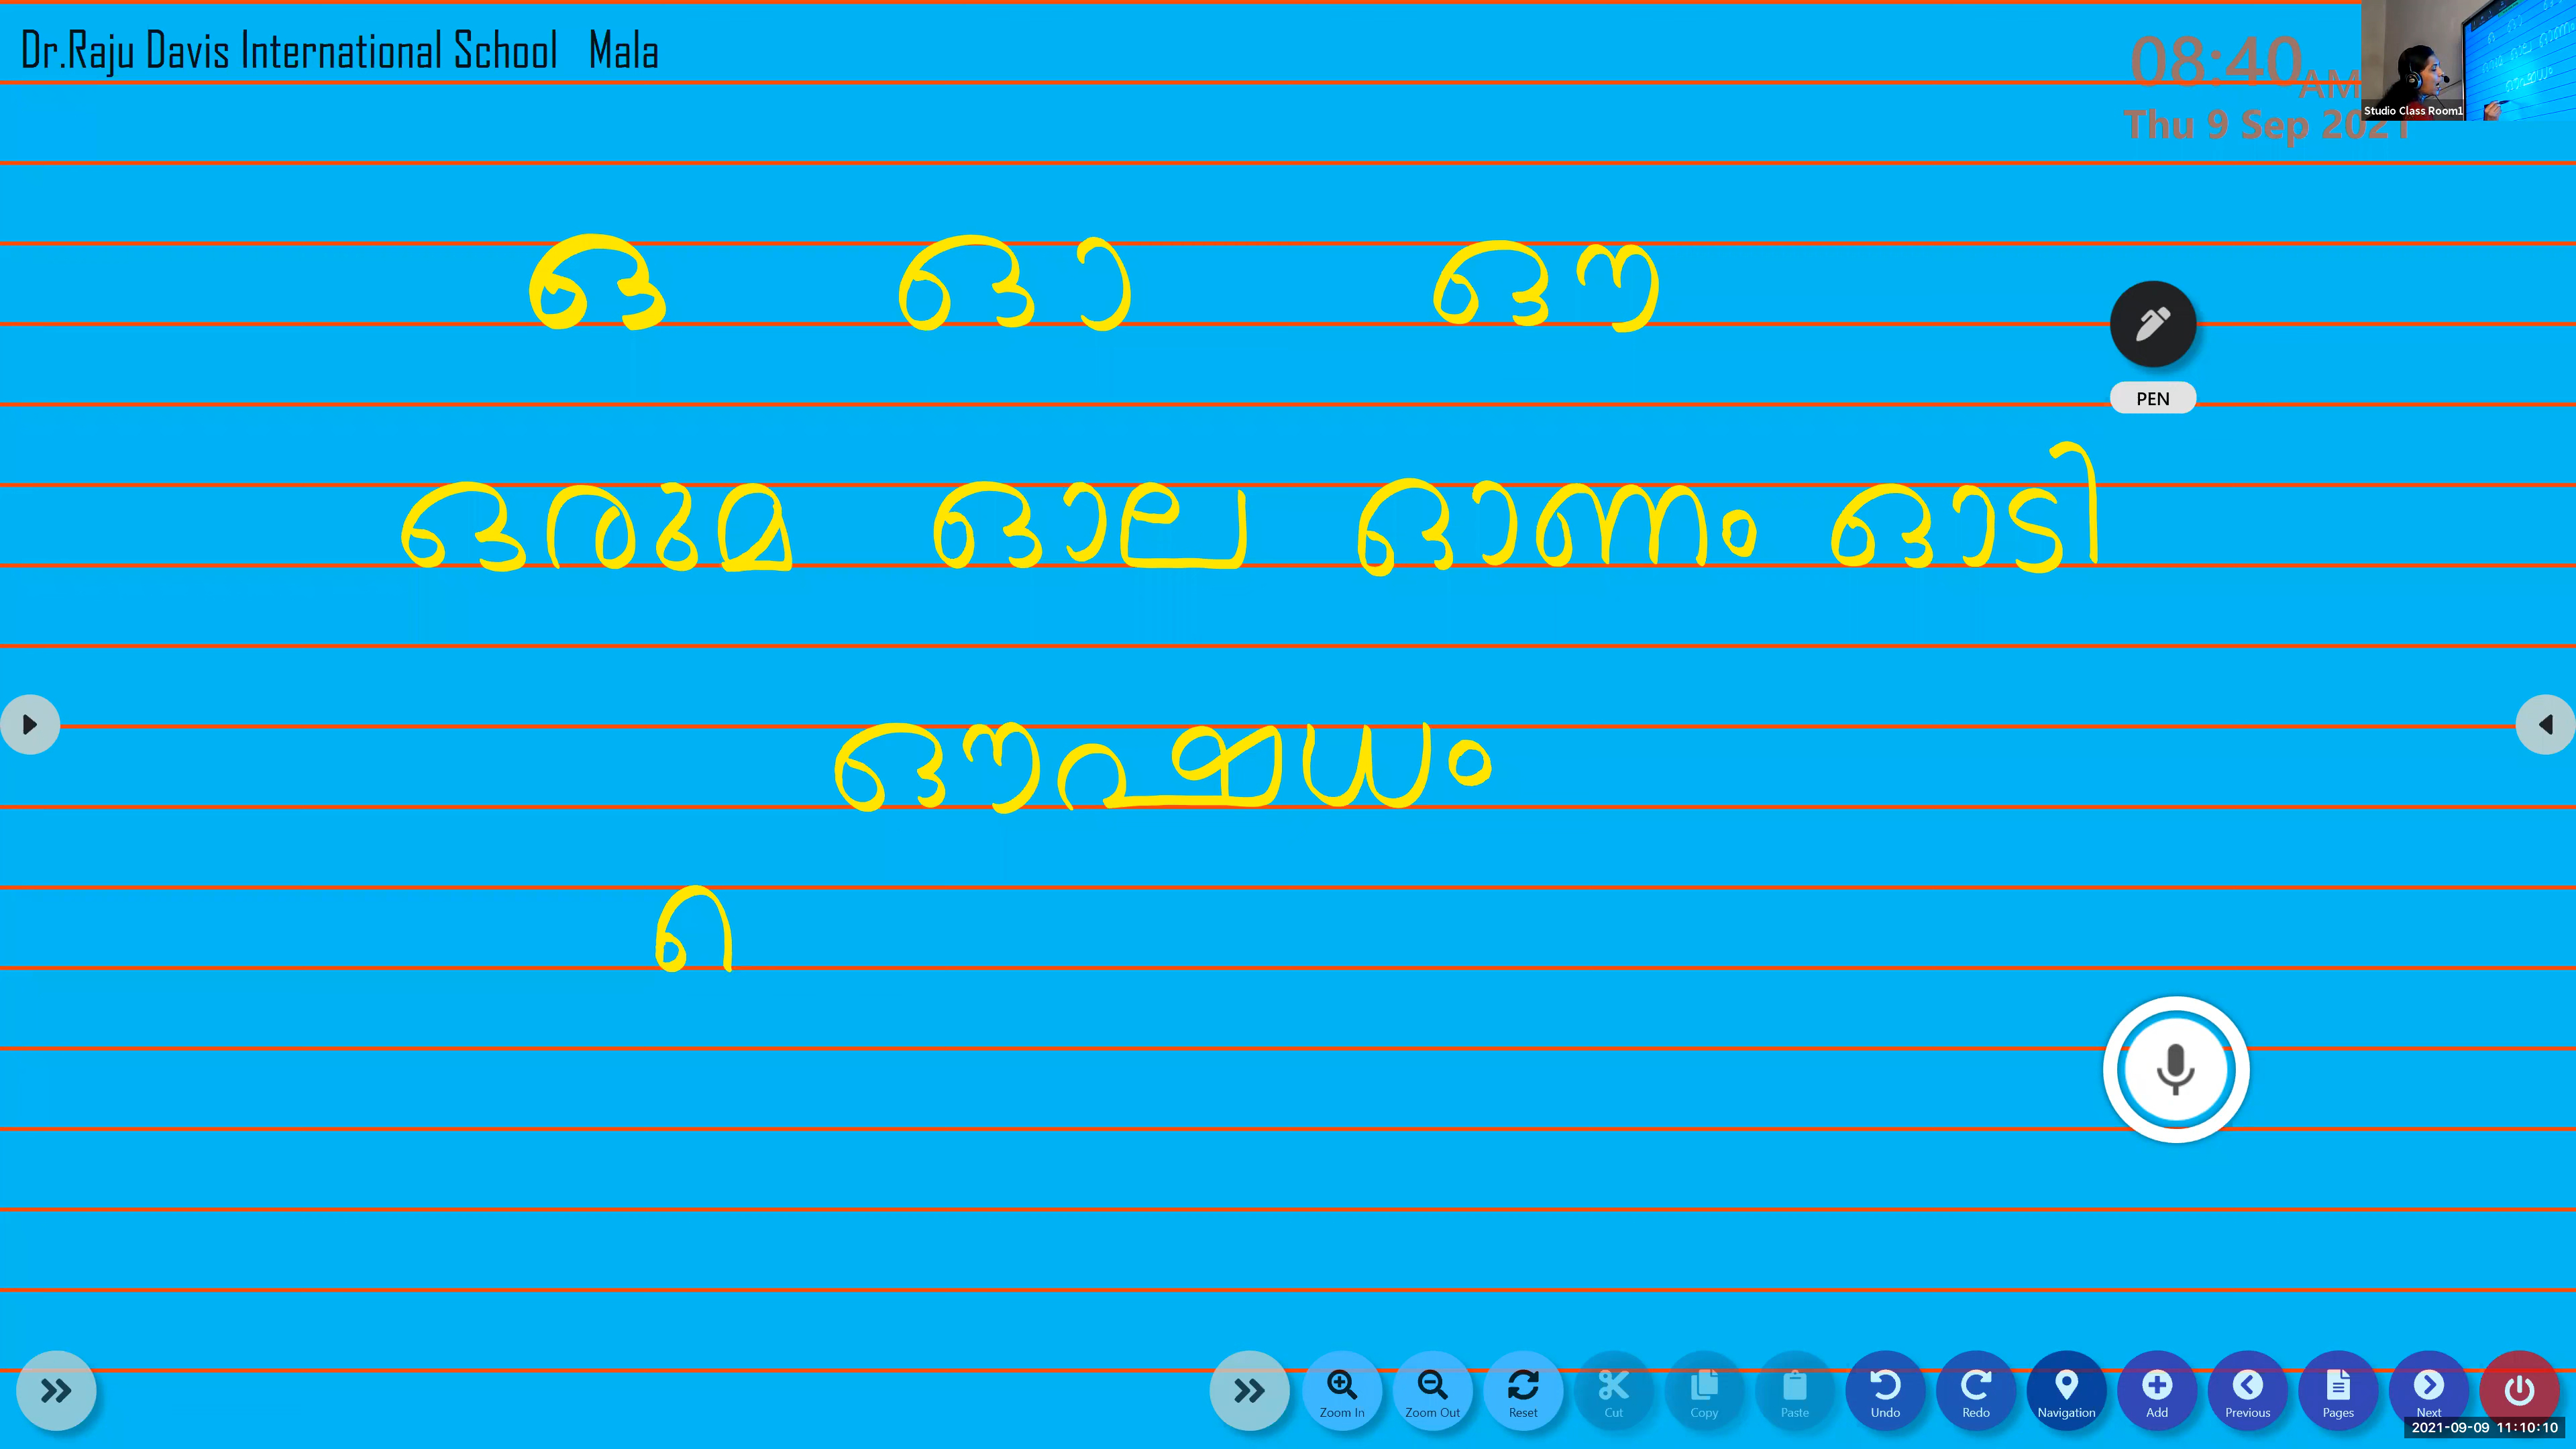 Dr.Raju Davis International School Mala
08:40 AM
Thu 9 Sep 2021
Studio Class Room1
ഒ ഓ ഔ
PEN
ഒരുമ ഓല ഓണം ഓടി
ഔഷധം
െ
Zoom In Zoom Out Reset Cut Copy Paste Undo Redo Navigation Add Previous Pages Next
2021-09-09 11:10:10